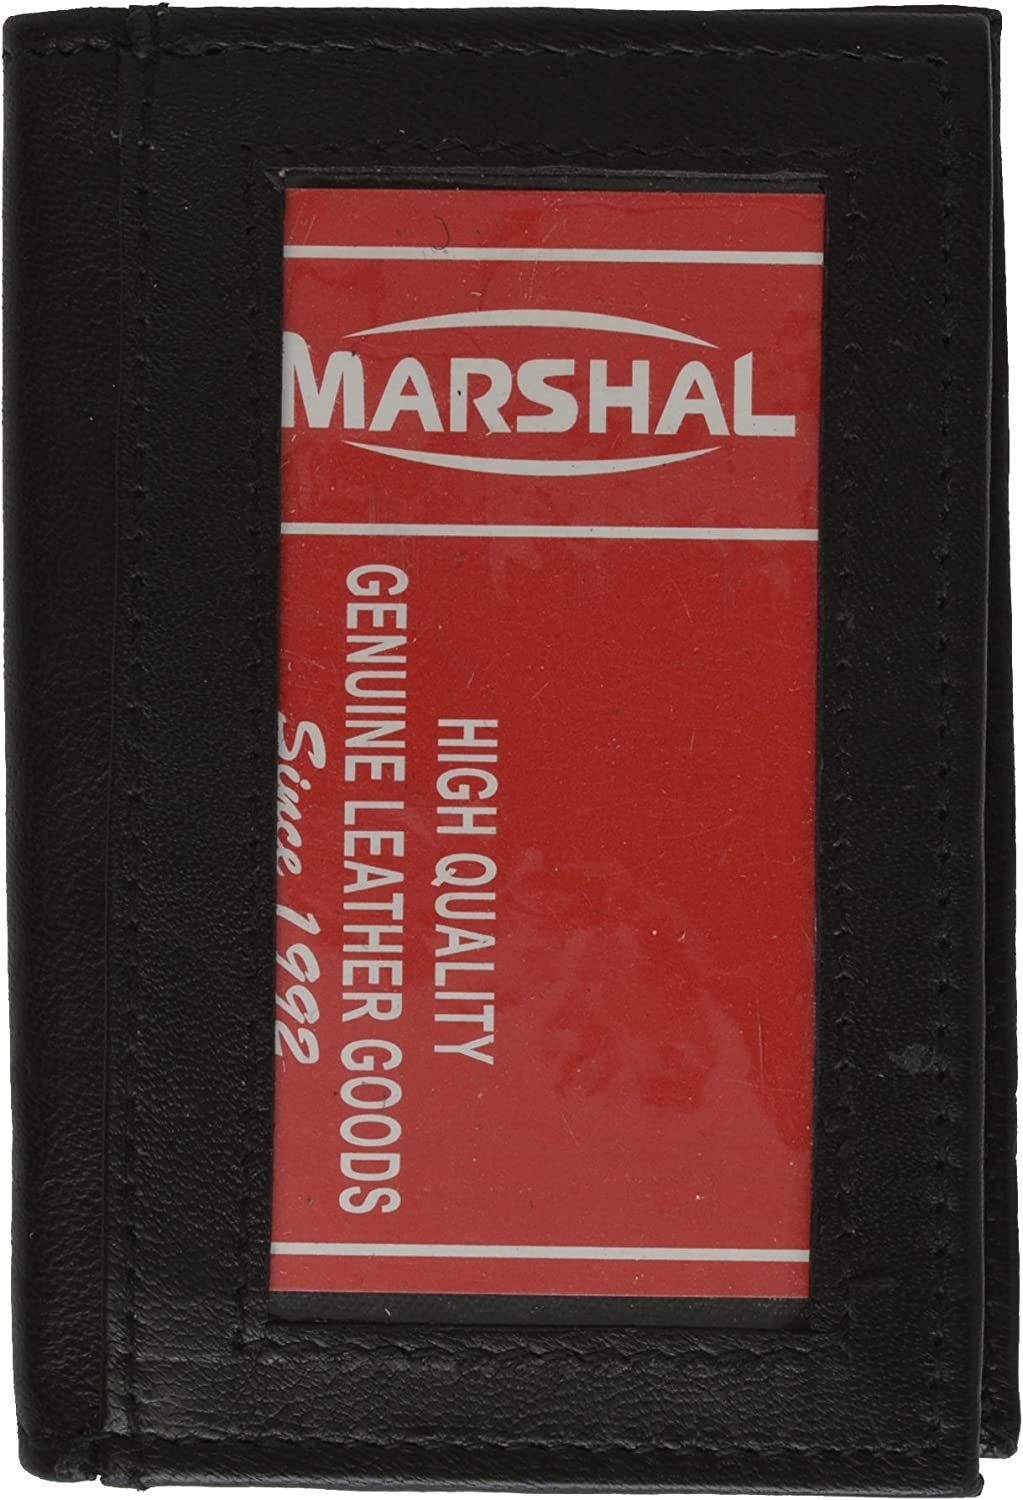 MARSHAL
HIGH QUALITY
GENUINE LEATHER GOODS
Since 1992